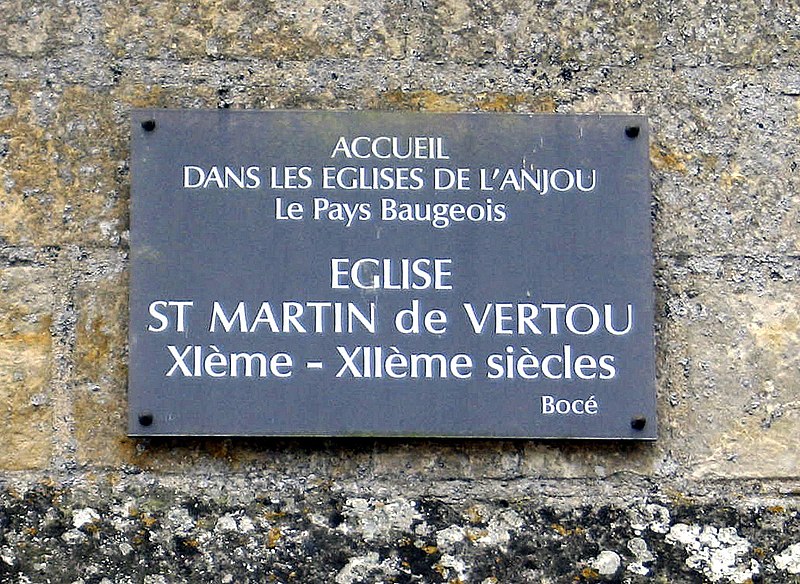 ACCUEIL
DANS LES EGLISES DE L'ANJOU
Le Pays Baugeois
EGLISE
ST MARTIN de VERTOU
XIème - XIIème siècles
Bocé